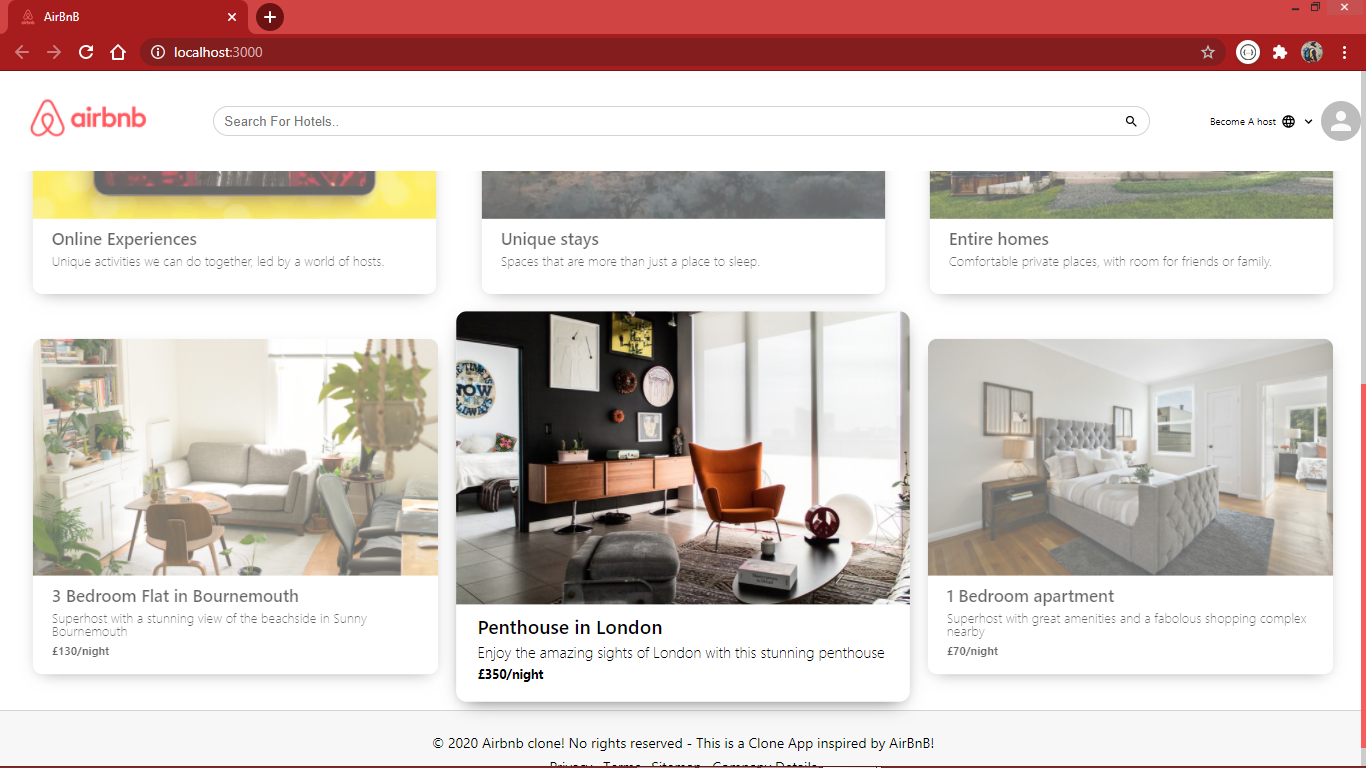 AirBnB
localhost:3000
airbnb
Search For Hotels..
Become A host
Online Experiences
Unique activities we can do together, led by a world of hosts.
Unique stays
Spaces that are more than just a place to sleep.
Entire homes
Comfortable private places, with room for friends or family.
3 Bedroom Flat in Bournemouth
Superhost with a stunning view of the beachside in Sunny
Bournemouth
£130/night
Penthouse in London
Enjoy the amazing sights of London with this stunning penthouse
£350/night
1 Bedroom apartment
Superhost with great amenities and a fabolous shopping complex
nearby
£70/night
© 2020 Airbnb clone! No rights reserved - This is a Clone App inspired by AirBnB!
Privacy · Terms · Sitemap · Company Details